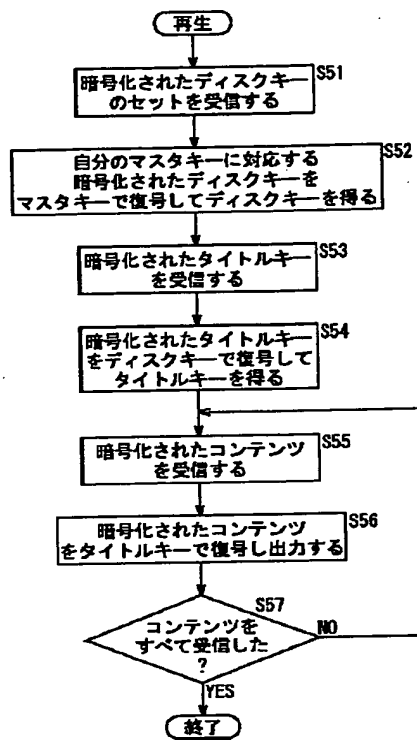 再生
S51
暗号化されたディスクキー
のセットを受信する
S52
自分のマスタキーに対応する
暗号化されたディスクキーを
マスタキーで復号してディスクキーを得る
S53
暗号化されたタイトルキー
を受信する
S54
暗号化されたタイトルキー
をディスクキーで復号して
タイトルキーを得る
S55
暗号化されたコンテンツ
を受信する
S56
暗号化されたコンテンツ
をタイトルキーで復号し出力する
S57
コンテンツを
すべて受信した
?
NO
YES
終了